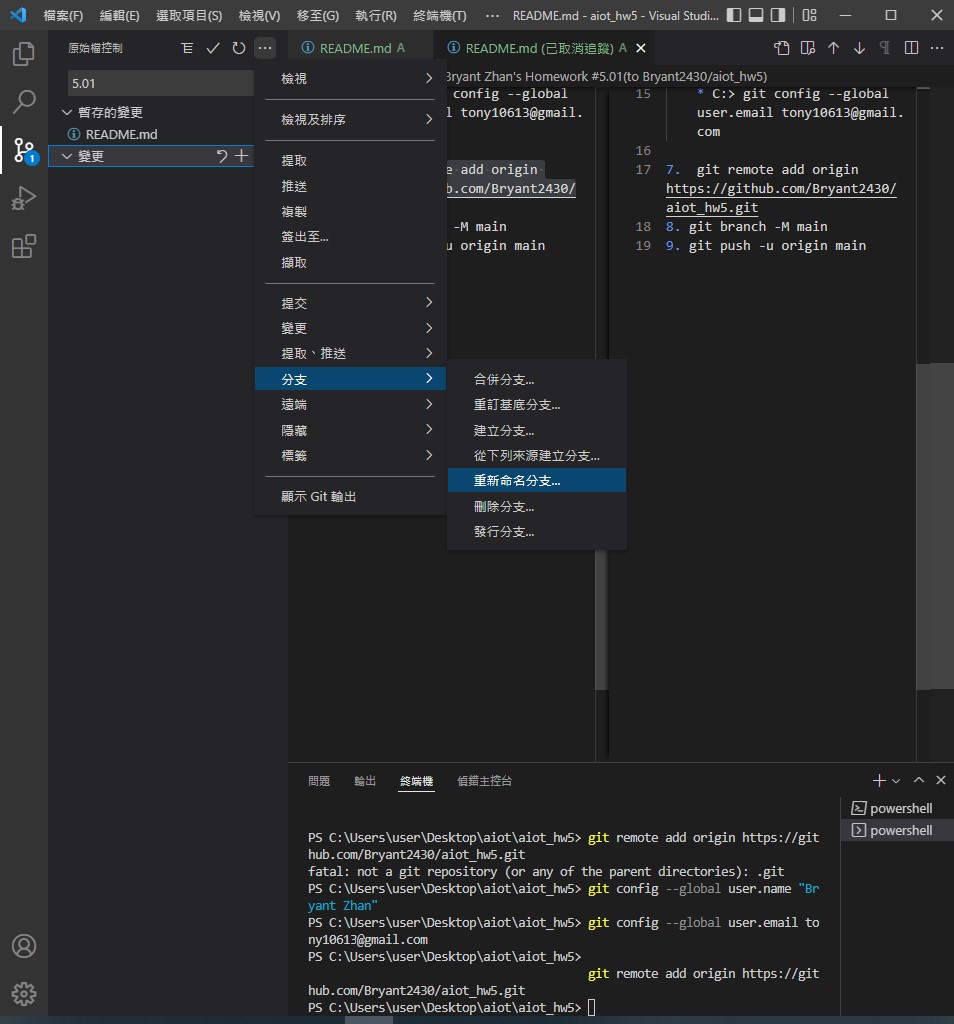 檔案(F) 編輯(E) 選取項目(S) 檢視(V) 移至(G) 執行(R) 終端機(T) ··· README.md - aiot_hw5 - Visual Studi...
原始檔控制
README.md A
README.md (已取消追蹤) A
5.01
暫存的變更
README.md
變更
1
檢視
檢視及排序
提取
推送
複製
簽出至...
擷取
提交
變更
提取、推送
分支
遠端
隱藏
標籤
顯示 Git 輸出
合併分支...
重訂基底分支...
建立分支...
從下列來源建立分支...
重新命名分支...
刪除分支...
發行分支...
Bryant Zhan's Homework #5.01(to Bryant2430/aiot_hw5)
config --global
l tony10613@gmail.
e add origin
b.com/Bryant2430/
-M main
u origin main
15 * C:> git config --global
user.email tony10613@gmail.
com
16
17 7. git remote add origin
https://github.com/Bryant2430/
aiot_hw5.git
18 8. git branch -M main
19 9. git push -u origin main
問題 輸出 終端機 偵錯主控台
powershell
powershell
PS C:\Users\user\Desktop\aiot\aiot_hw5> git remote add origin https://git
hub.com/Bryant2430/aiot_hw5.git
fatal: not a git repository (or any of the parent directories): .git
PS C:\Users\user\Desktop\aiot\aiot_hw5> git config --global user.name "Br
yant Zhan"
PS C:\Users\user\Desktop\aiot\aiot_hw5> git config --global user.email to
ny10613@gmail.com
PS C:\Users\user\Desktop\aiot\aiot_hw5>
git remote add origin https://git
hub.com/Bryant2430/aiot_hw5.git
PS C:\Users\user\Desktop\aiot\aiot_hw5>